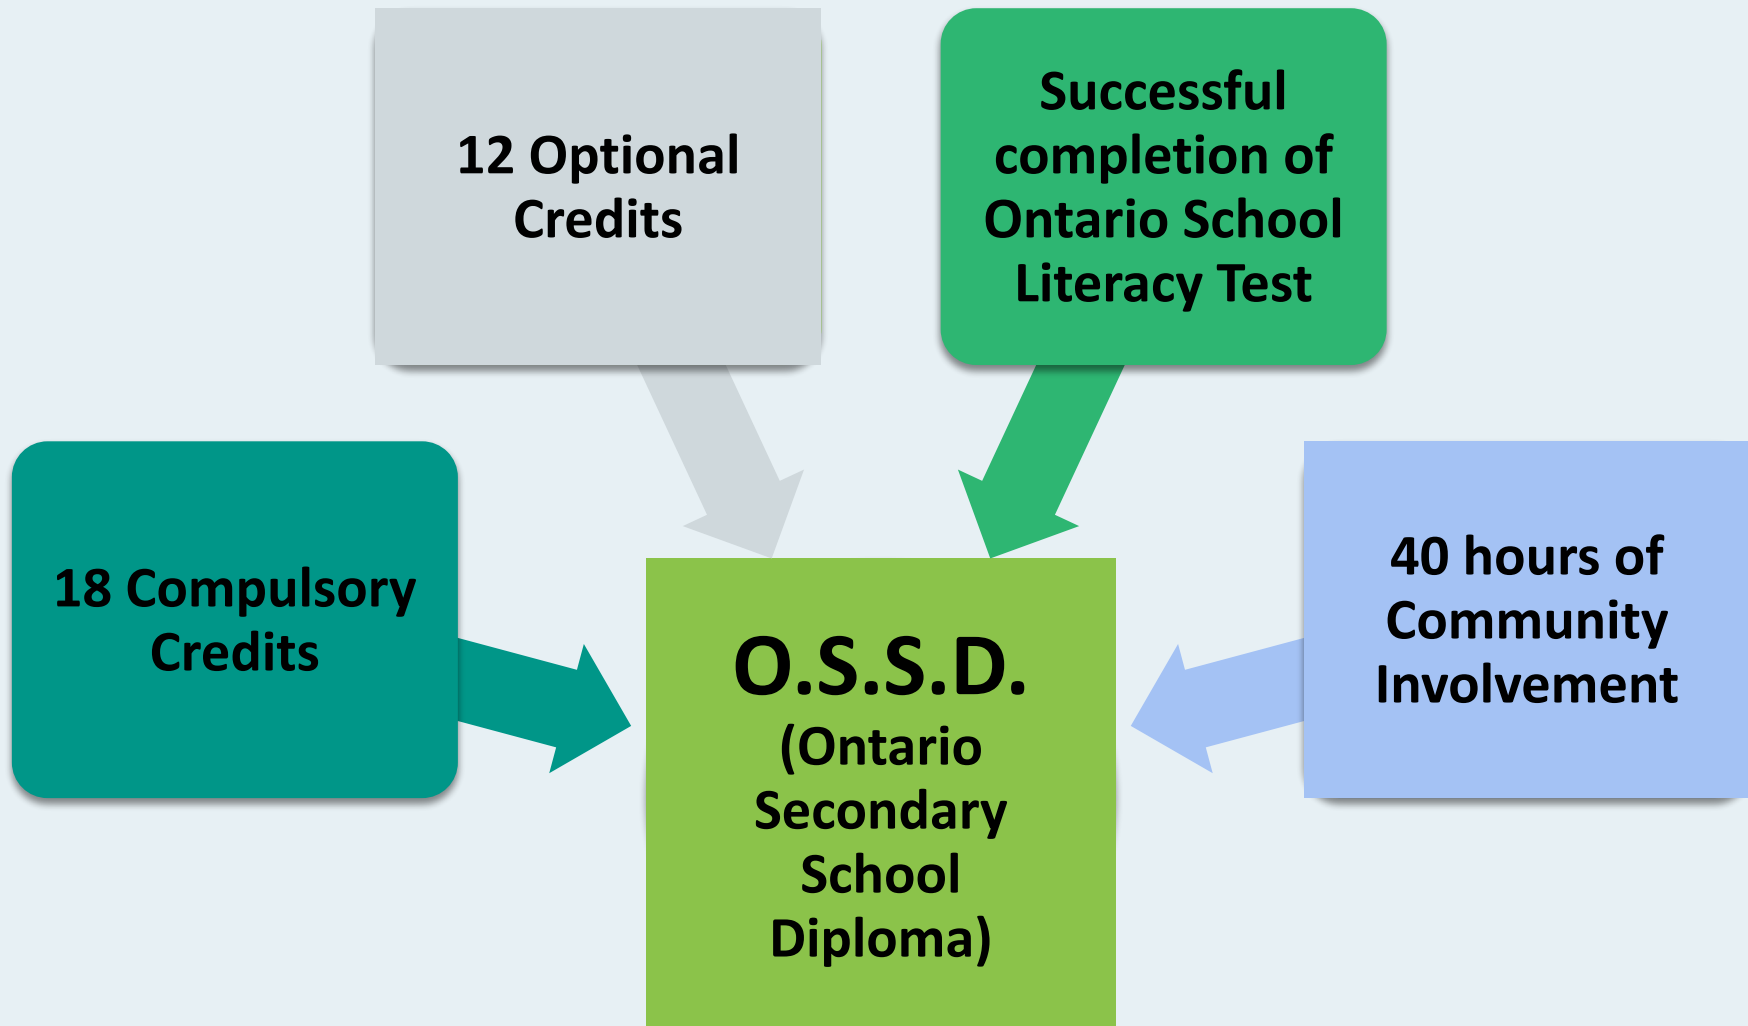 12 Optional
Credits
Successful
completion of
Ontario School
Literacy Test
18 Compulsory
Credits
40 hours of
Community
Involvement
O.S.S.D.
(Ontario
Secondary
School
Diploma)